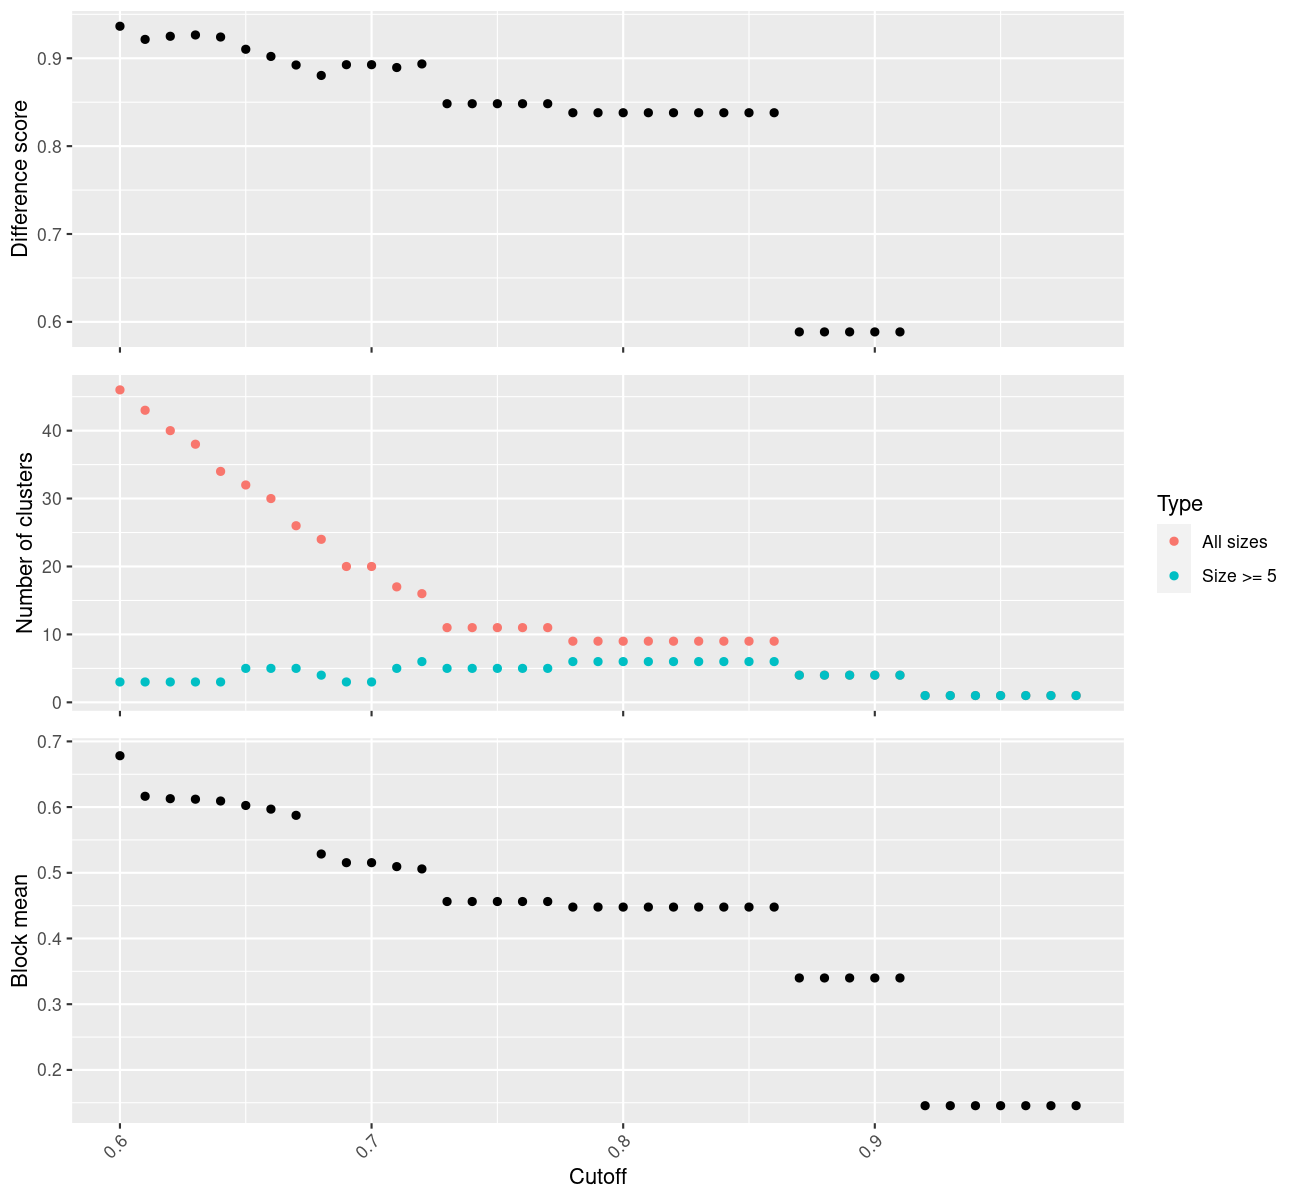 Difference score
0.9
0.8
0.7
0.6
Number of clusters
40
30
20
10
0
Type
All sizes
Size >= 5
Block mean
0.7
0.6
0.5
0.4
0.3
0.2
0.6 0.7 0.8 0.9
Cutoff